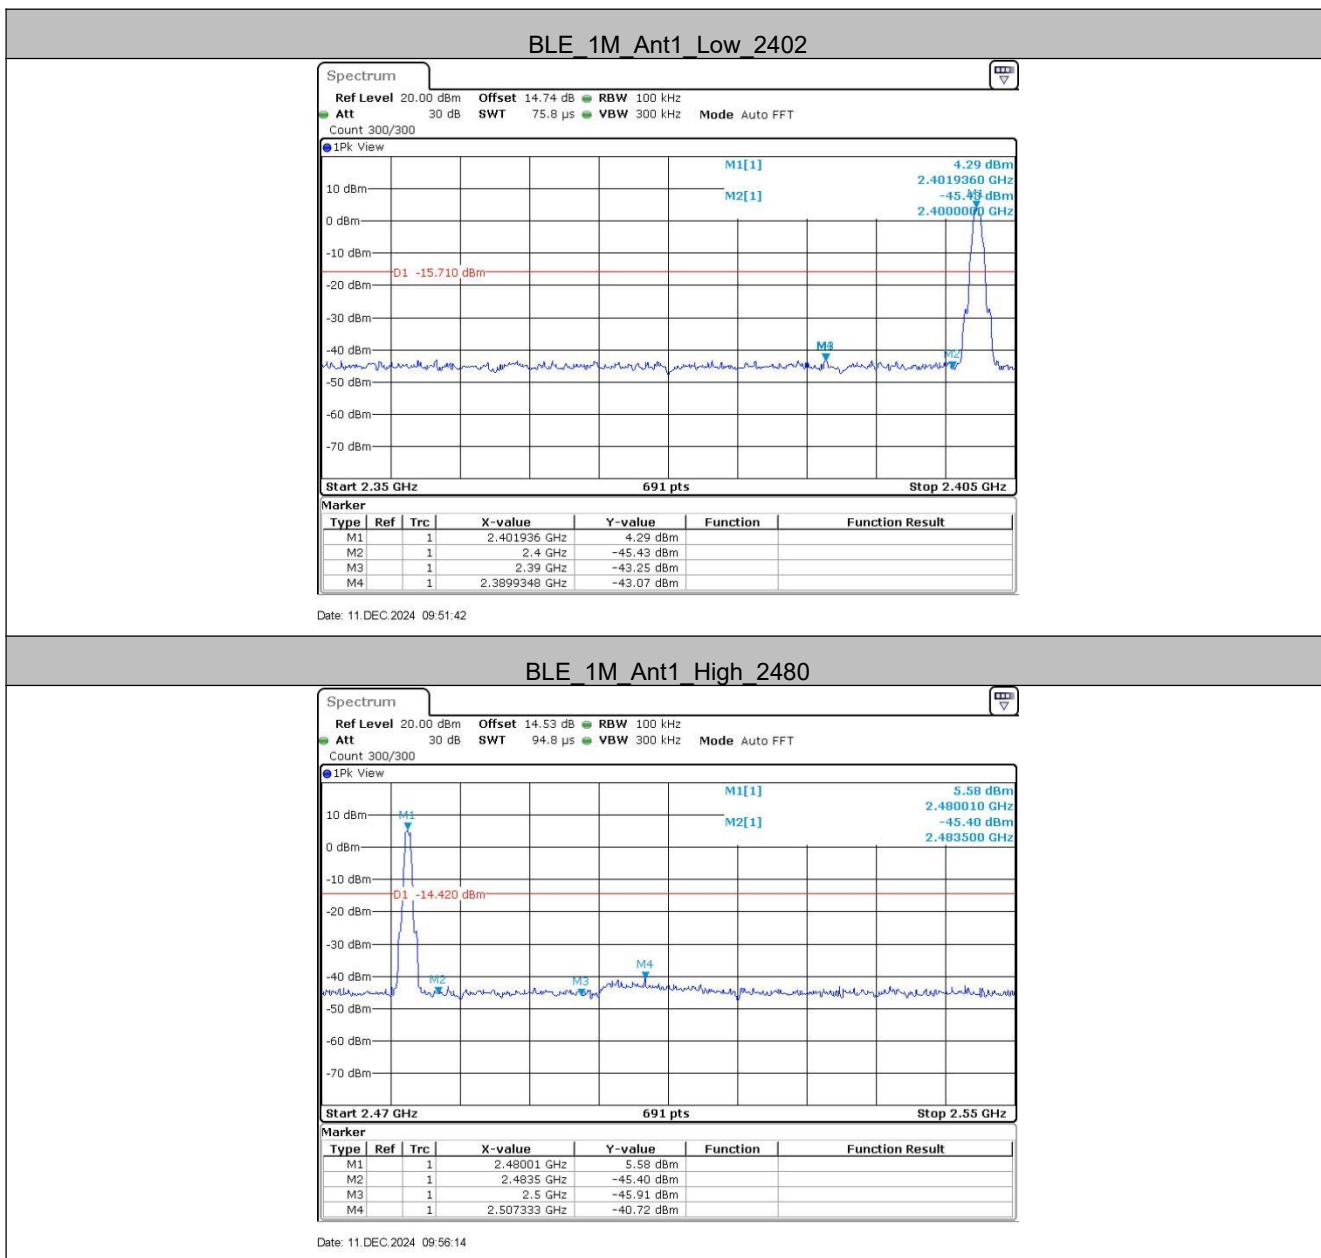 BLE_1M_Ant1_Low_2402
Spectrum
Ref Level 20.00 dBm Offset 14.74 dB RBW 100 kHz
Att 30 dB SWT 75.8 µs VBW 300 kHz Mode Auto FFT
Count 300/300
1Pk View
M1[1] 4.29 dBm
2.4019360 GHz
10 dBm
M2[1] -45.43 dBm
M1
2.4000000 GHz
0 dBm
-10 dBm
D1 -15.710 dBm
-20 dBm
-30 dBm
-40 dBm
M2
-50 dBm
-60 dBm
-70 dBm
Start 2.35 GHz 691 pts Stop 2.405 GHz
Marker
Type Ref Trc X-value Y-value Function Function Result
M1 1 2.401936 GHz 4.29 dBm
M2 1 2.4 GHz -45.43 dBm
M3 1 2.39 GHz -43.25 dBm
M4 1 2.3899348 GHz -43.07 dBm
Date: 11.DEC.2024 09:51:42
BLE_1M_Ant1_High_2480
Spectrum
Ref Level 20.00 dBm Offset 14.53 dB RBW 100 kHz
Att 30 dB SWT 94.8 µs VBW 300 kHz Mode Auto FFT
Count 300/300
1Pk View
M1[1] 5.58 dBm
2.480010 GHz
10 dBm
M1
M2[1] -45.40 dBm
2.483500 GHz
0 dBm
-10 dBm
D1 -14.420 dBm
-20 dBm
-30 dBm
M4
-40 dBm
M2
M3
-50 dBm
-60 dBm
-70 dBm
Start 2.47 GHz 691 pts Stop 2.55 GHz
Marker
Type Ref Trc X-value Y-value Function Function Result
M1 1 2.48001 GHz 5.58 dBm
M2 1 2.4835 GHz -45.40 dBm
M3 1 2.5 GHz -45.91 dBm
M4 1 2.507333 GHz -40.72 dBm
Date: 11.DEC.2024 09:56:14